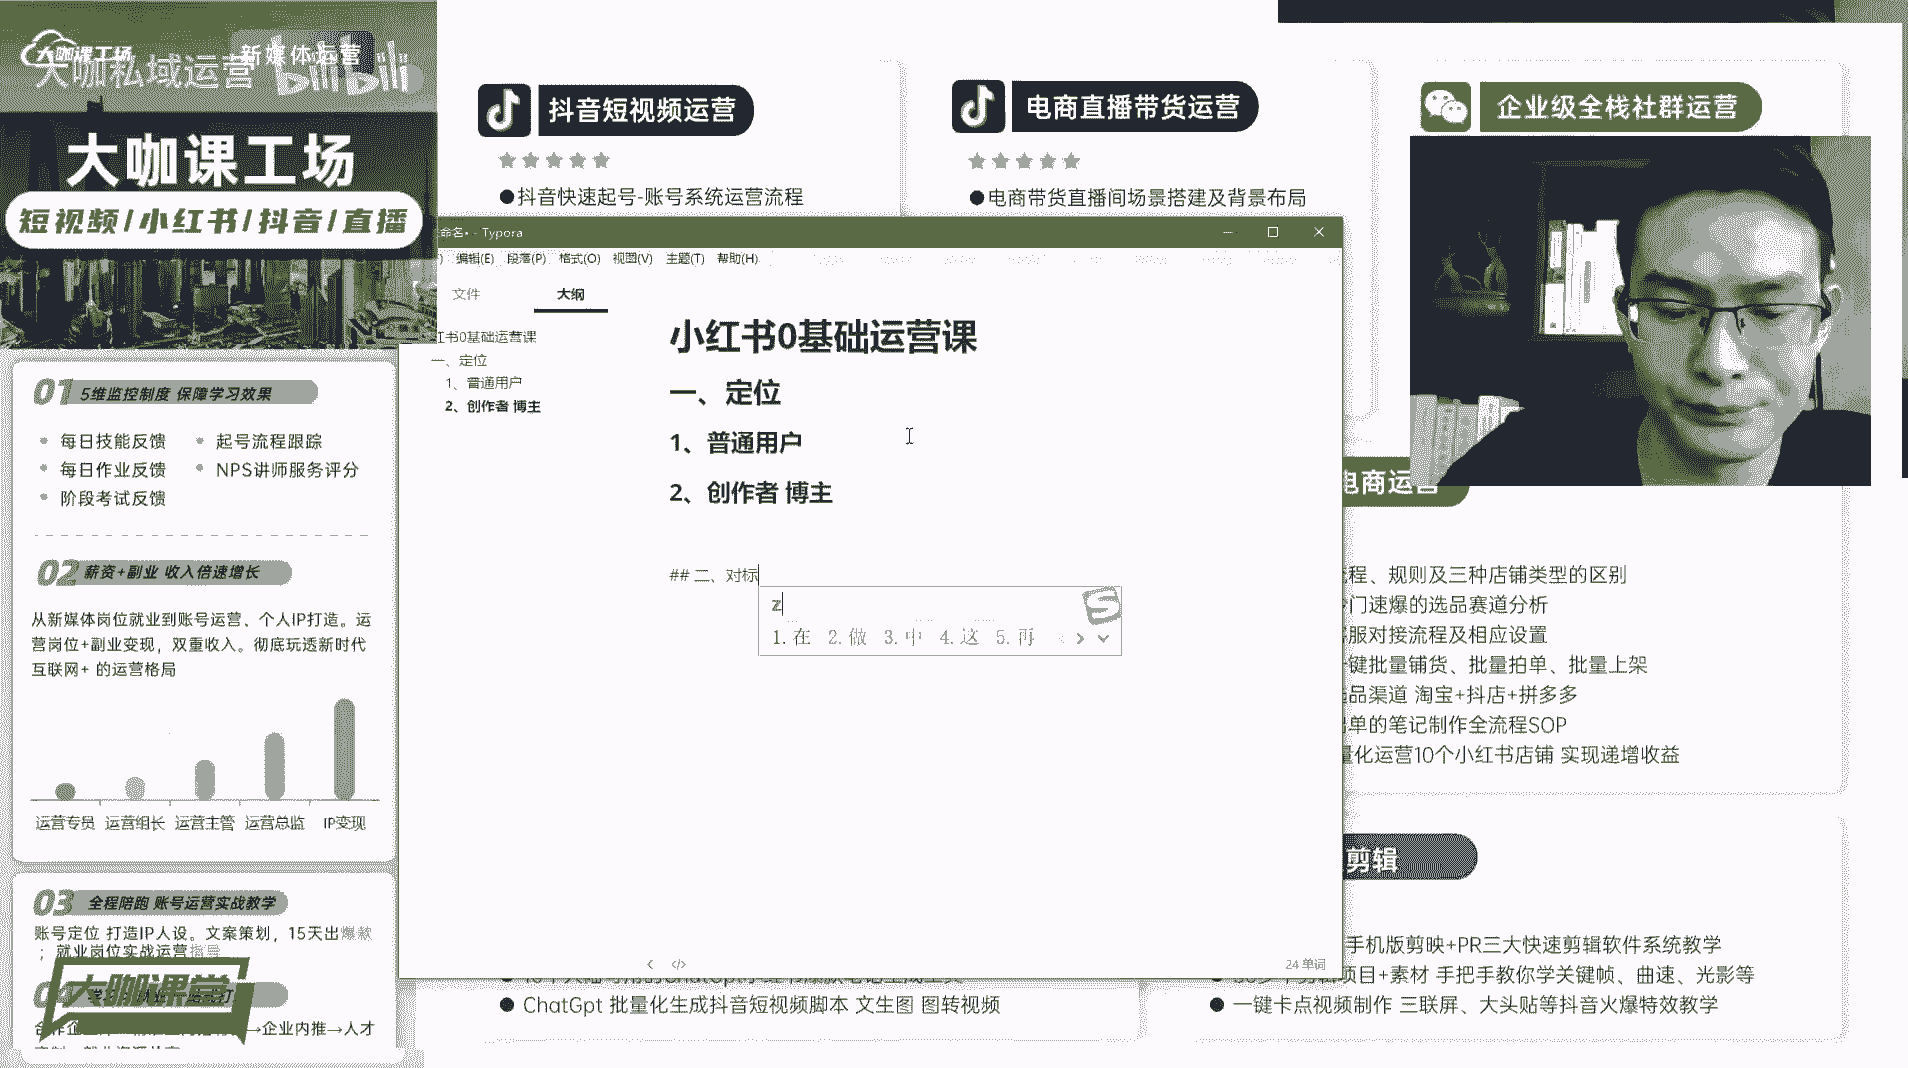 大咖课工场
大咖私域运营
新媒体运营
bilibili
大咖课工场
短视频/小红书/抖音/直播
01 5维监控制度 保障学习效果
每日技能反馈
起号流程跟踪
每日作业反馈
NPS讲师服务评分
阶段考试反馈
02 薪资+副业 收入倍速增长
从新媒体岗位就业到账号运营、个人IP打造。运
营岗位+副业变现，双重收入。彻底玩透新时代
互联网+ 的运营格局
运营专员 运营组长 运营主管 运营总监 IP变现
03 全程陪跑 账号运营实战教学
账号定位 打造IP人设。文案策划，15天出爆款
；就业岗位实战运营指导
大咖课堂
→企业内推→人才
抖音短视频运营
●抖音快速起号-账号系统运营流程
电商直播带货运营
●电商带货直播间场景搭建及背景布局
企业级全栈社群运营
命名• - Typora
编辑(E) 段落(P) 格式(O) 视图(V) 主题(T) 帮助(H)
文件 大纲
书0基础运营课
一、定位
1、普通用户
2、创作者 博主
小红书0基础运营课
一、定位
1、普通用户
2、创作者 博主
## 二、对标
z
1.在 2.做 3.中 4.这 5.再
24 单词
电商运营
程、规则及三种店铺类型的区别
门速爆的选品赛道分析
服对接流程及相应设置
键批量铺货、批量拍单、批量上架
品渠道 淘宝+抖店+拼多多
单的笔记制作全流程SOP
量化运营10个小红书店铺 实现递增收益
剪辑
手机版剪映+PR三大快速剪辑软件系统教学
项目+素材 手把手教你学关键帧、曲速、光影等
● 一键卡点视频制作 三联屏、大头贴等抖音火爆特效教学
● ChatGpt 批量化生成抖音短视频脚本 文生图 图转视频